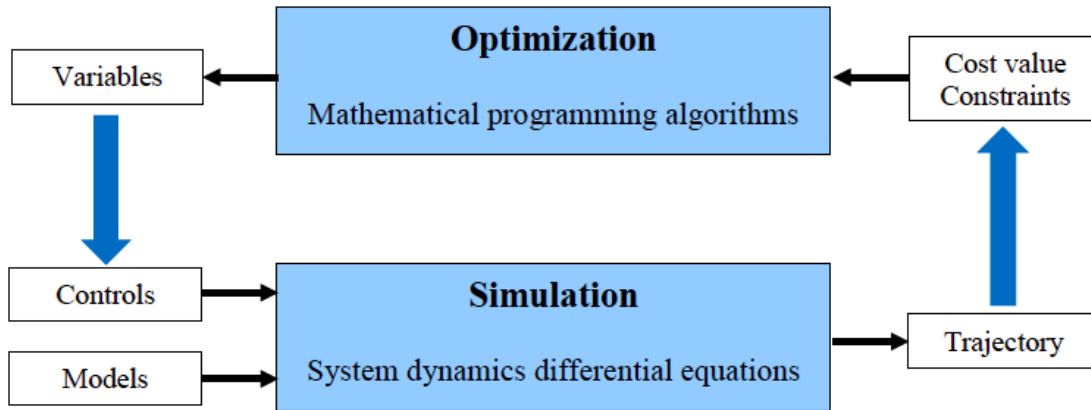 Optimization
Variables
Mathematical programming algorithms
Cost value
Constraints
Controls
Models
Simulation
System dynamics differential equations
Trajectory